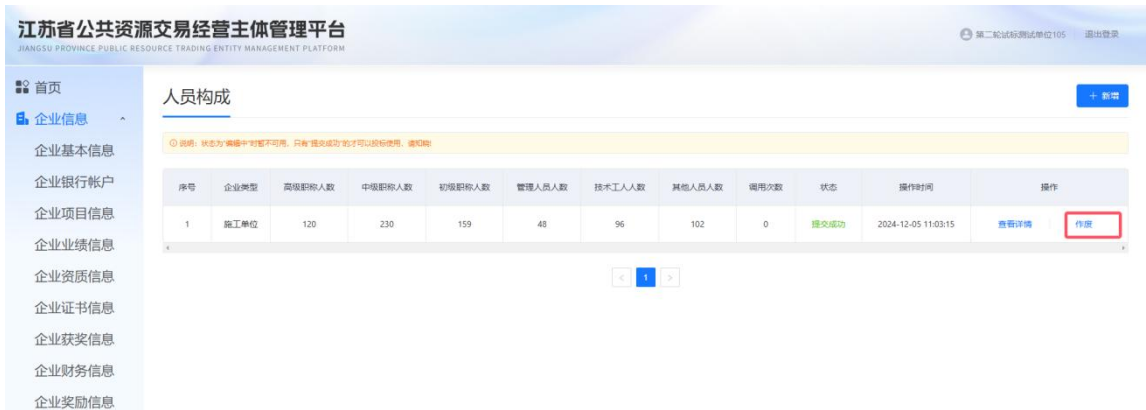 江苏省公共资源交易经营主体管理平台
JIANGSU PROVINCE PUBLIC RESOURCE TRADING ENTITY MANAGEMENT PLATFORM
第二轮试标测试单位105 退出登录
首页
企业信息
企业基本信息
企业银行帐户
企业项目信息
企业业绩信息
企业资质信息
企业证书信息
企业获奖信息
企业财务信息
企业奖励信息
人员构成
+ 新增
说明：状态为"编辑中"时暂不可用，只有"提交成功"的才可以投标使用，请知晓!
序号 企业类型 高级职称人数 中级职称人数 初级职称人数 管理人员人数 技术工人人数 其他人员人数 调用次数 状态 操作时间 操作
1 施工单位 120 230 159 48 96 102 0 提交成功 2024-12-05 11:03:15 查看详情 作废
< 1 >